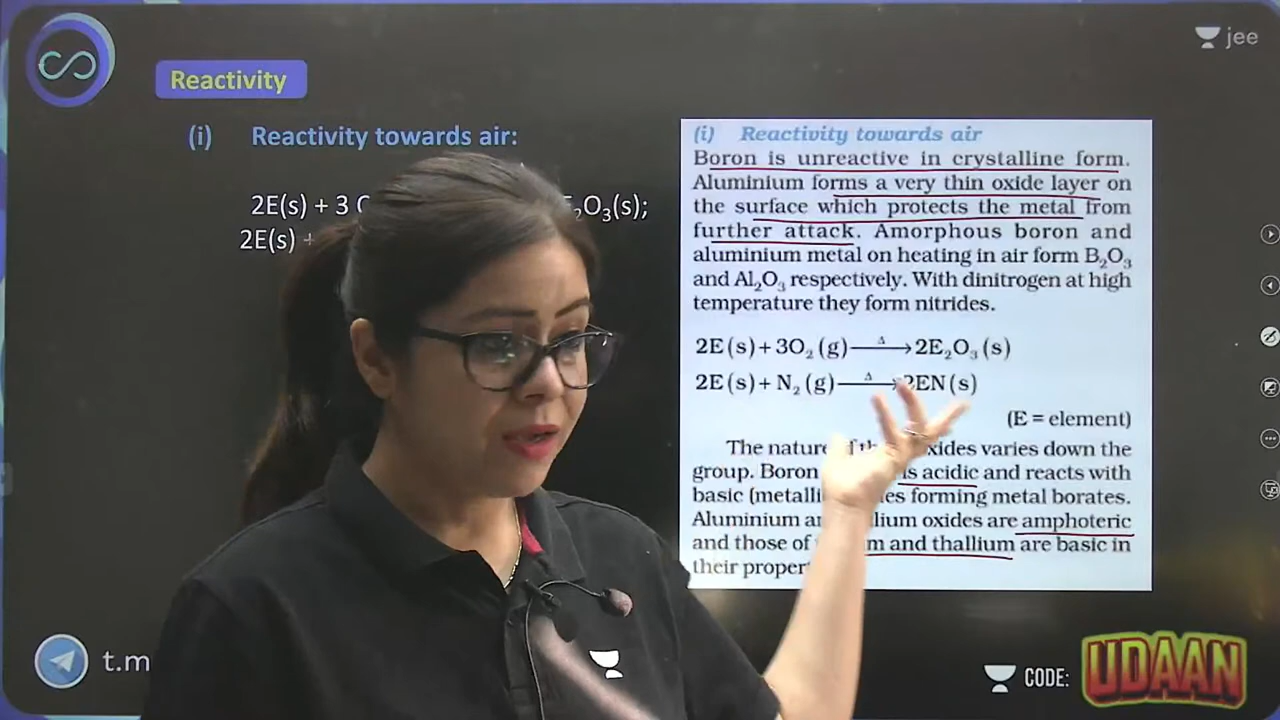 jee
Reactivity
(i) Reactivity towards air:
2E(s) + 3 O₃(s);
2E(s) +
(i) Reactivity towards air
Boron is unreactive in crystalline form.
Aluminium forms a very thin oxide layer on
the surface which protects the metal from
further attack. Amorphous boron and
aluminium metal on heating in air form B₂O₃
and Al₂O₃ respectively. With dinitrogen at high
temperature they form nitrides.
2E(s)+3O₂(g) —Δ→ 2E₂O₃(s)
2E(s)+N₂(g) —Δ→ 2EN(s)
(E = element)
The nature of xides varies down the
group. Boron is acidic and reacts with
basic (metalli es forming metal borates.
Aluminium a lium oxides are amphoteric
and those of m and thallium are basic in
their proper
t.m
CODE: UDAAN